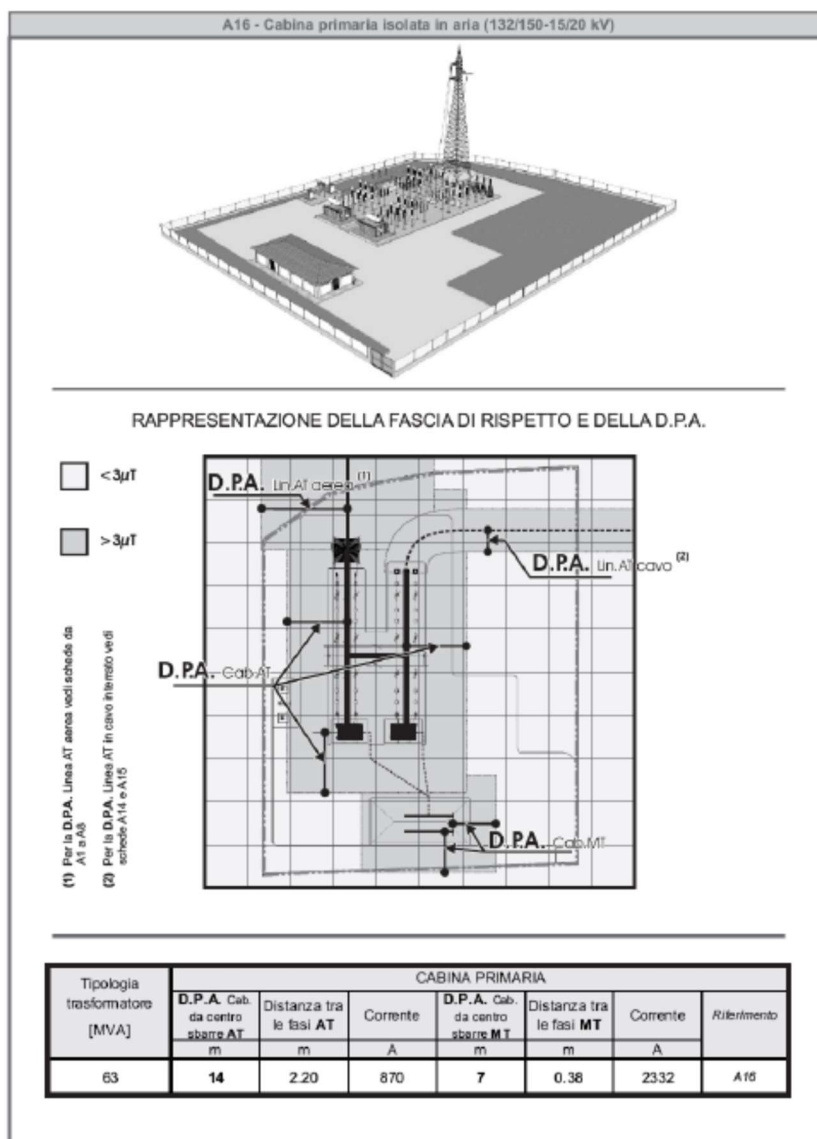 A16 - Cabina primaria isolata in aria (132/150-15/20 kV)
RAPPRESENTAZIONE DELLA FASCIA DI RISPETTO E DELLA D.P.A.
<3µT
>3µT
D.P.A. Lin.AT aerea (1)
D.P.A. Lin.AT cavo (2)
D.P.A. Cab.AT
D.P.A. Cab.MT
(1) Per la D.P.A. Linea AT aerea vedi schede da
A1 a A8
(2) Per la D.P.A. Linea AT in cavo interrato vedi
schede A14 e A15
Tipologia
trasformatore
[MVA]
CABINA PRIMARIA
D.P.A. Cab.
da centro
sbarre AT
Distanza tra
le fasi AT
Corrente
D.P.A. Cab.
da centro
sbarre MT
Distanza tra
le fasi MT
Corrente
Riferimento
m m A m m A
63 14 2.20 870 7 0.38 2332 A16